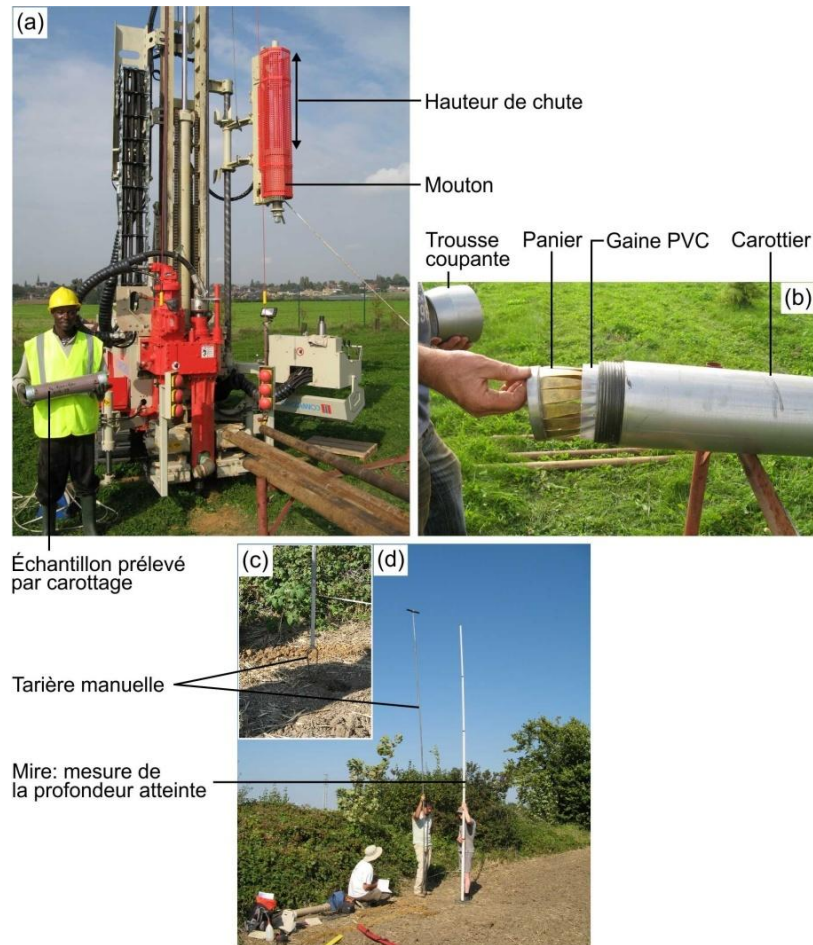 (a)
Hauteur de chute
Mouton
Trousse
coupante
Panier
Gaine PVC
Carottier
(b)
Échantillon prélevé
par carottage
(c)
(d)
Tarière manuelle
Mire: mesure de
la profondeur atteinte